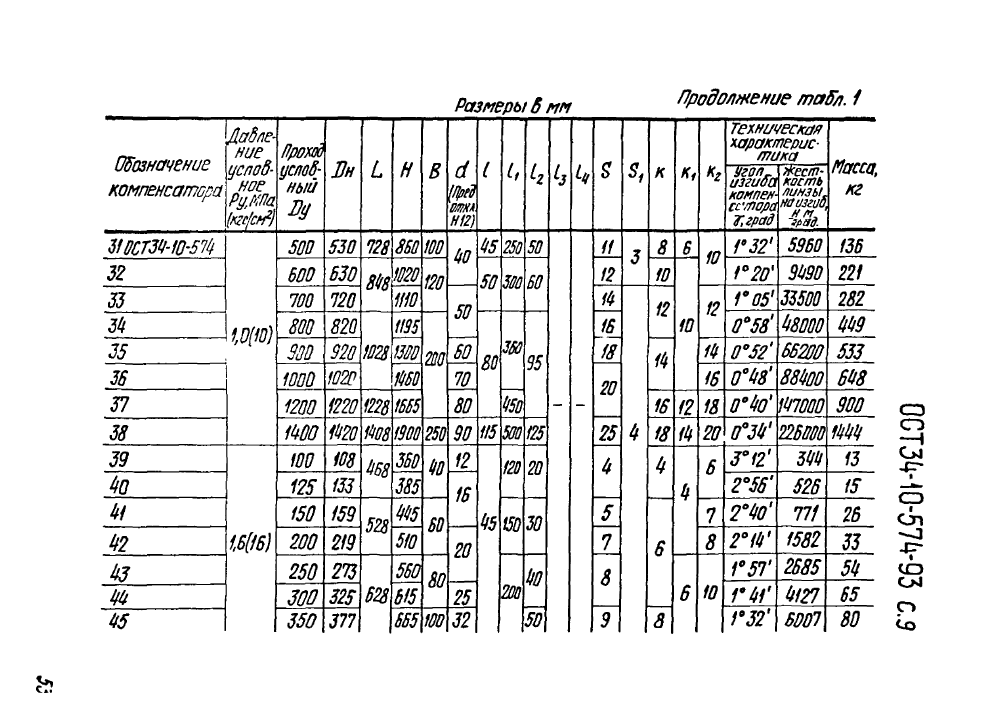 Размеры в мм
Продолжение табл. 1
Обозначение компенсатора
Давление условное Ру, МПа (кгс/см²)
Проход условный Dу
Dн
L
H
B
d (Пред откл. H12)
l
l₁
l₂
l₃
l₄
S
S₁
к
к₁
к₂
Техническая характеристика
Угол изгиба компенсатора γ, град
Жесткость линзы, на изгиб, Н м град.
Масса, кг
31 ОСТ34-10-574 500 530 728 860 100 40 45 250 50 11 3 8 6 10 1°32' 5960 136
32 600 630 848 1020 120 50 300 60 12 10 1°20' 9490 221
33 700 720 1110 50 14 12 12 1°05' 33500 282
34 1,0(10) 800 820 1195 16 10 0°58' 48000 449
35 900 920 1028 1300 200 60 80 360 95 18 14 14 0°52' 66200 533
36 1000 1020 1460 70 20 16 0°48' 88400 648
37 1200 1220 1228 1665 80 450 – – 16 12 18 0°40' 147000 900
38 1400 1420 1408 1900 250 90 115 500 125 25 4 18 14 20 0°34' 226000 1444
39 100 108 468 360 40 12 120 20 4 4 6 3°12' 344 13
40 125 133 385 16 4 2°56' 526 15
41 150 159 528 445 60 45 150 30 5 7 2°40' 771 26
42 1,6(16) 200 219 510 20 7 6 8 2°14' 1582 33
43 250 273 560 80 40 8 1°57' 2685 54
44 300 325 628 615 25 200 6 10 1°41' 4127 65
45 350 377 665 100 32 50 9 8 1°32' 6007 80
ОСТ34-10-574-93 с.9